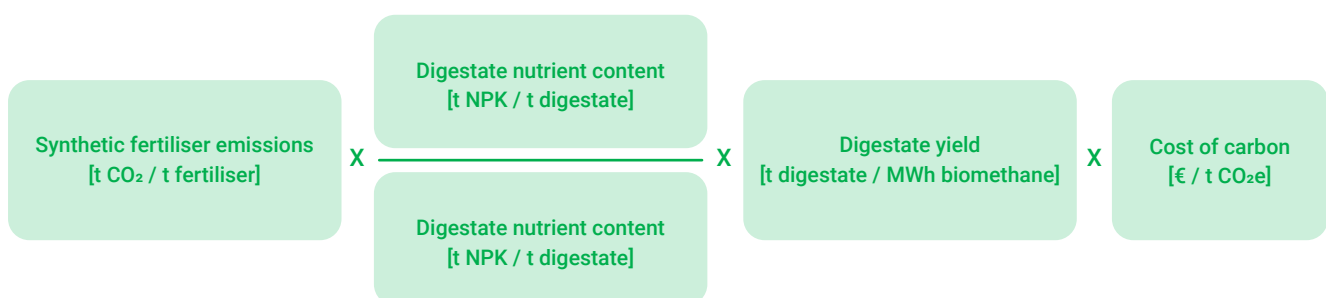 Synthetic fertiliser emissions
[t CO₂ / t fertiliser]
X
Digestate nutrient content
[t NPK / t digestate]
Digestate nutrient content
[t NPK / t digestate]
X
Digestate yield
[t digestate / MWh biomethane]
X
Cost of carbon
[€ / t CO₂e]